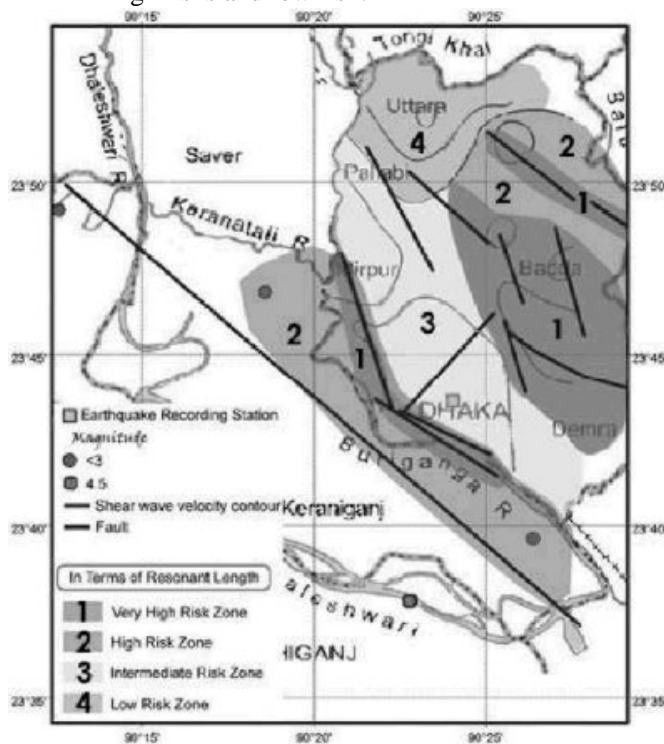 90°15'
90°20'
90°25'
Tongi Khal
Dhaleshwari R
Uttara
4
2
Saver
Pallabi
23°50'
23°50'
2
1
Karanatali R
Mirpur
Badda
2
3
1
1
23°45'
23°45'
Earthquake Recording Station
DHAKA
Magnitude
Demra
<3
Buriganga R
4.5
Shear wave velocity contour
Keraniganj
Fault
23°40'
23°40'
In Terms of Resonant Length
aleshwari
1 Very High Risk Zone
2 High Risk Zone
HIGANJ
3 Intermediate Risk Zone
4 Low Risk Zone
23°35'
23°35'
90°15'
90°20'
90°25'